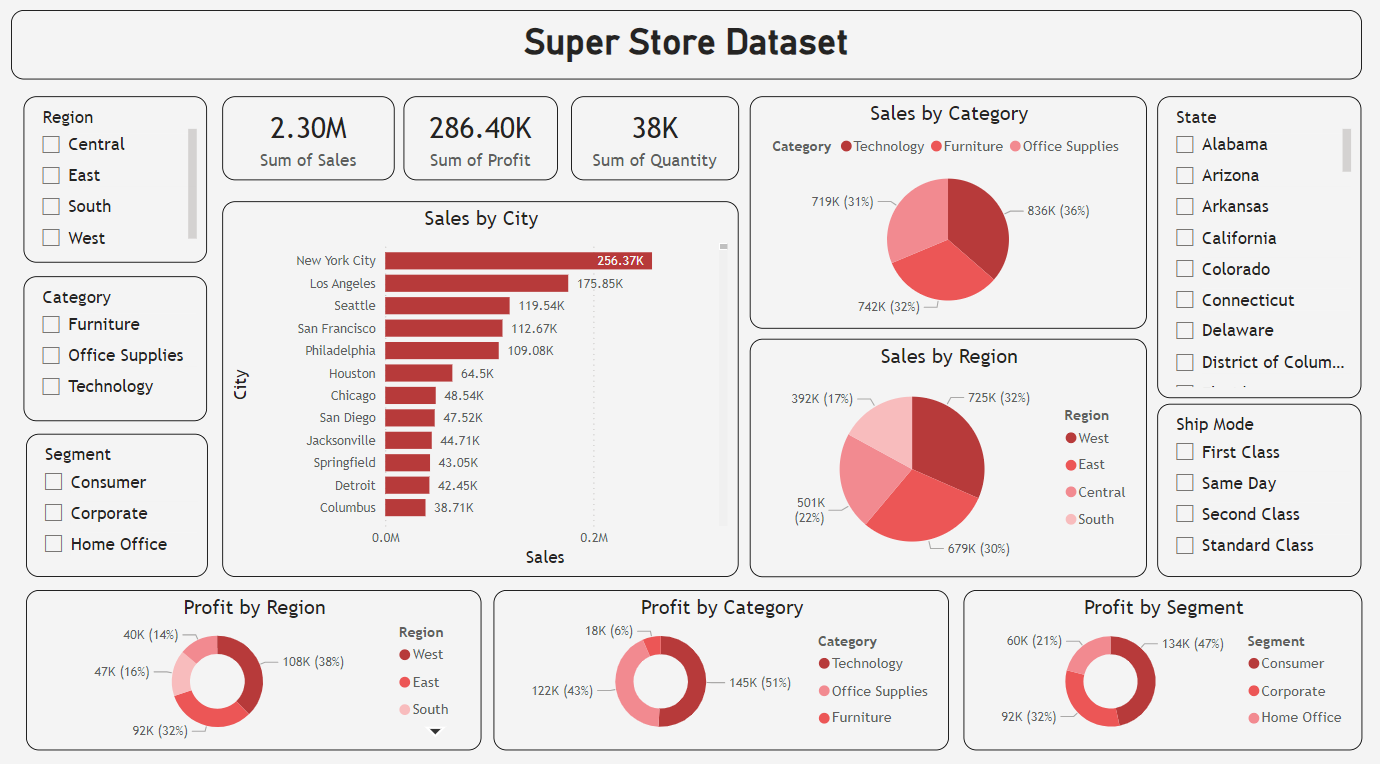 Super Store Dataset
Region
Central
East
South
West
Category
Furniture
Office Supplies
Technology
Segment
Consumer
Corporate
Home Office
2.30M
Sum of Sales
286.40K
Sum of Profit
38K
Sum of Quantity
Sales by City
City
New York City 256.37K
Los Angeles 175.85K
Seattle 119.54K
San Francisco 112.67K
Philadelphia 109.08K
Houston 64.5K
Chicago 48.54K
San Diego 47.52K
Jacksonville 44.71K
Springfield 43.05K
Detroit 42.45K
Columbus 38.71K
0.0M 0.2M
Sales
Sales by Category
Category Technology Furniture Office Supplies
719K (31%)
836K (36%)
742K (32%)
Sales by Region
392K (17%)
725K (32%)
501K
(22%)
679K (30%)
Region
West
East
Central
South
State
Alabama
Arizona
Arkansas
California
Colorado
Connecticut
Delaware
District of Colum...
Ship Mode
First Class
Same Day
Second Class
Standard Class
Profit by Region
40K (14%)
47K (16%)
108K (38%)
92K (32%)
Region
West
East
South
Profit by Category
18K (6%)
122K (43%)
145K (51%)
Category
Technology
Office Supplies
Furniture
Profit by Segment
60K (21%)
134K (47%)
92K (32%)
Segment
Consumer
Corporate
Home Office